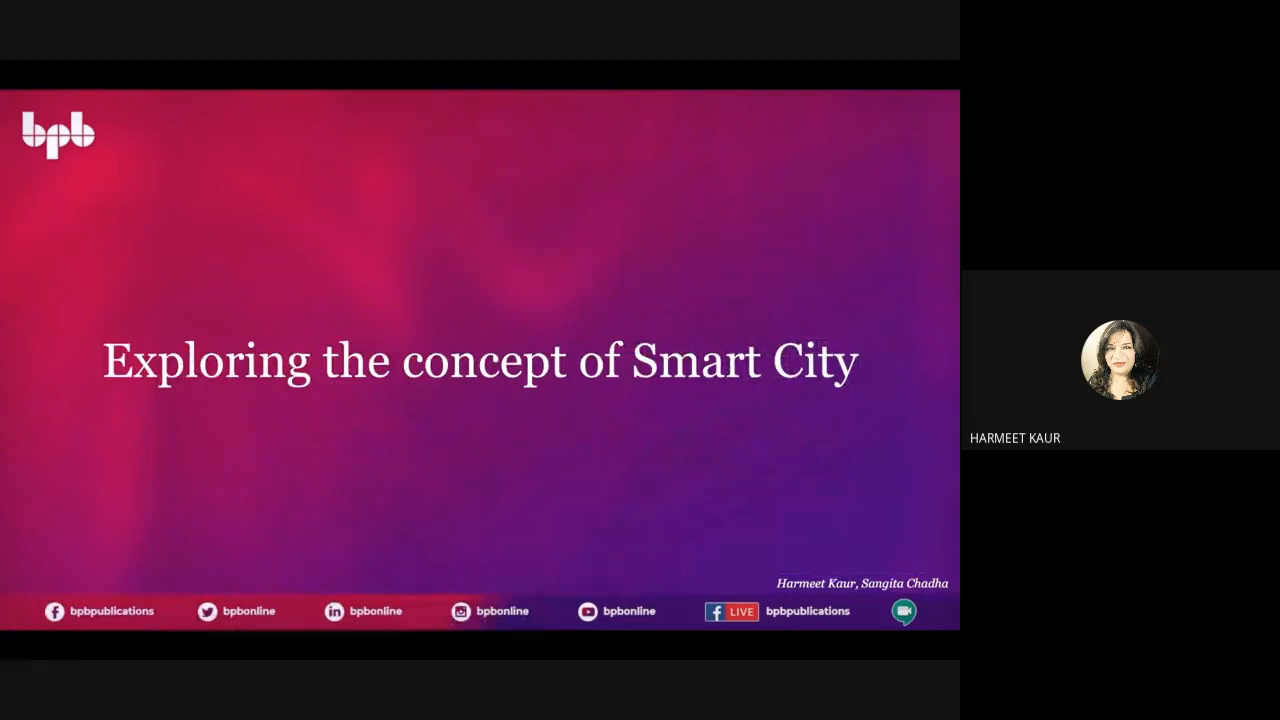 bpb
Exploring the concept of Smart City
HARMEET KAUR
Harmeet Kaur, Sangita Chadha
bpbpublications bpbonline bpbonline bpbonline bpbonline LIVE bpbpublications